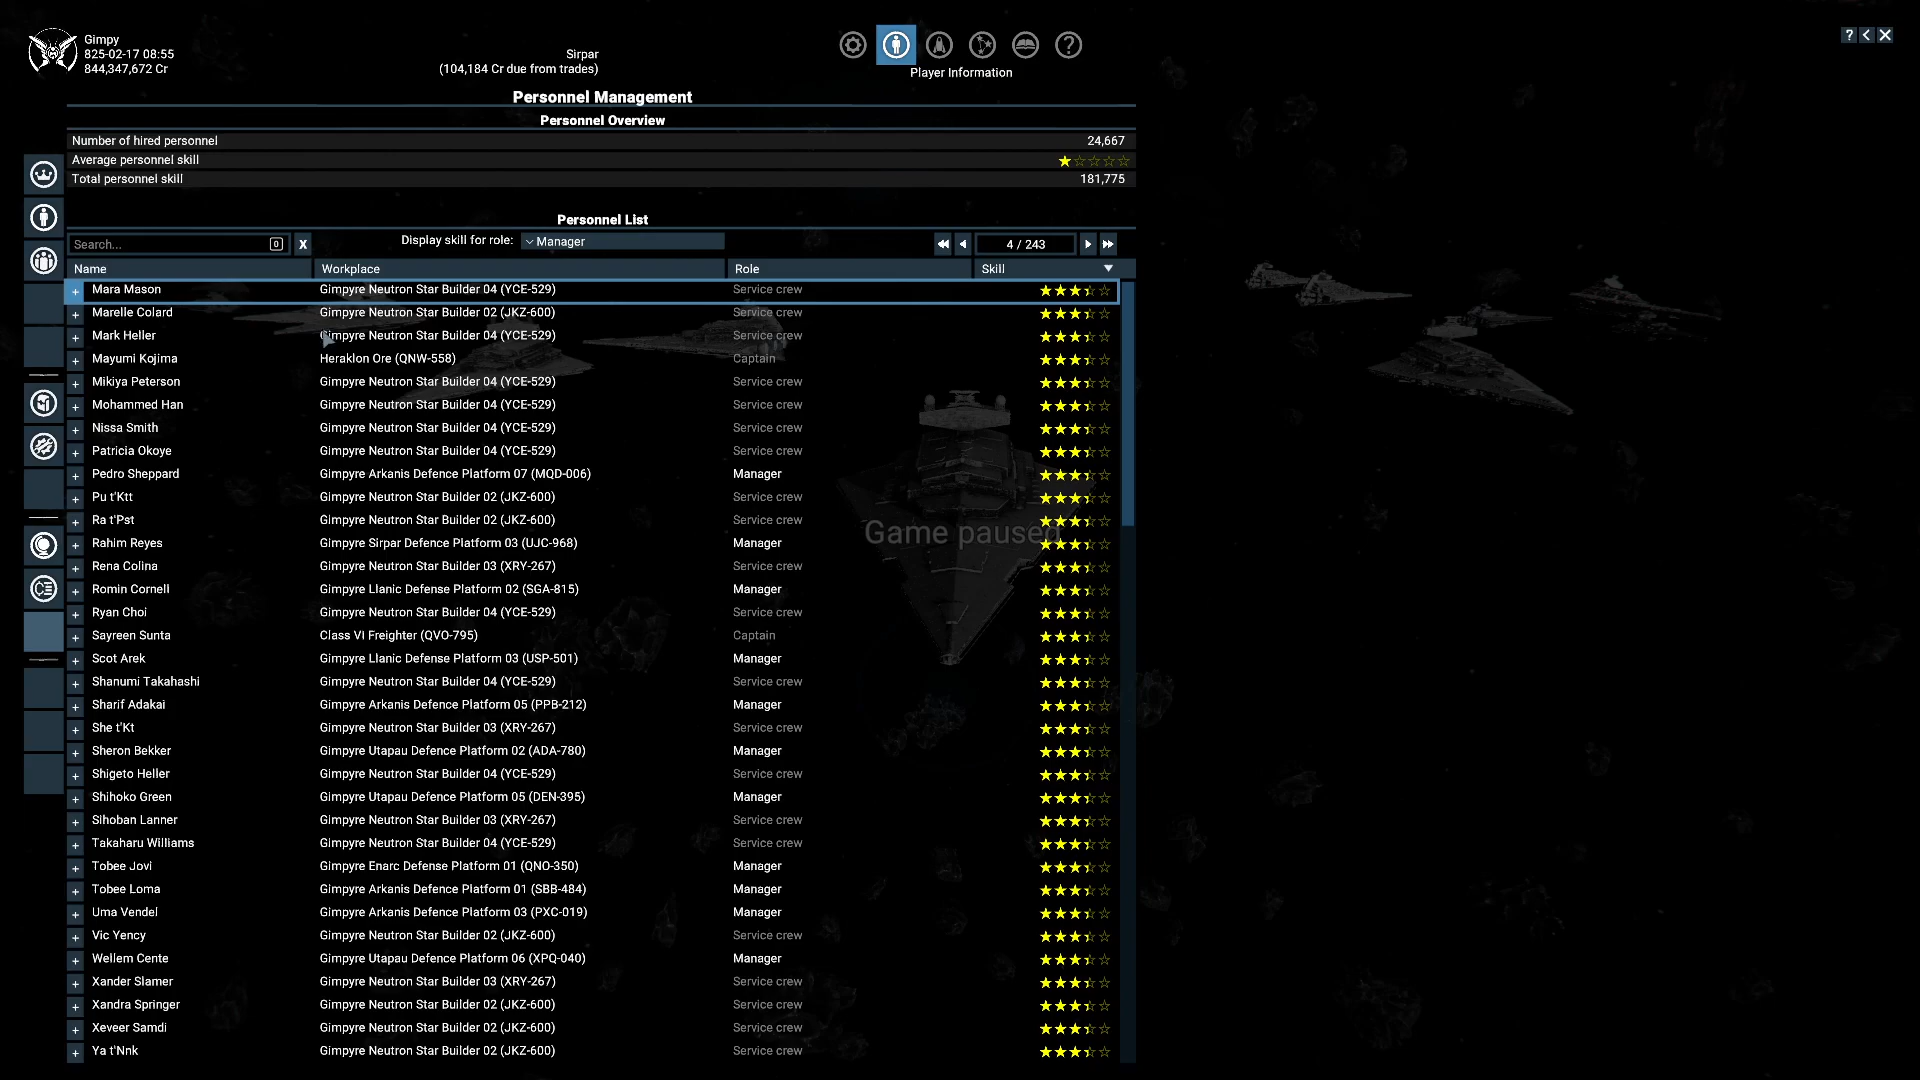 Gimpy
825-02-17 08:55
844,347,672 Cr
Sirpar
(104,184 Cr due from trades)
?
Player Information
? < X
Personnel Management
Personnel Overview
Number of hired personnel 24,667
Average personnel skill
Total personnel skill 181,775
Personnel List
Search... 0 X Display skill for role: Manager 4 / 243
Name Workplace Role Skill
+ Mara Mason Gimpyre Neutron Star Builder 04 (YCE-529) Service crew
+ Marelle Colard Gimpyre Neutron Star Builder 02 (JKZ-600) Service crew
+ Mark Heller Gimpyre Neutron Star Builder 04 (YCE-529) Service crew
+ Mayumi Kojima Heraklon Ore (QNW-558) Captain
+ Mikiya Peterson Gimpyre Neutron Star Builder 04 (YCE-529) Service crew
+ Mohammed Han Gimpyre Neutron Star Builder 04 (YCE-529) Service crew
+ Nissa Smith Gimpyre Neutron Star Builder 04 (YCE-529) Service crew
+ Patricia Okoye Gimpyre Neutron Star Builder 04 (YCE-529) Service crew
+ Pedro Sheppard Gimpyre Arkanis Defence Platform 07 (MQD-006) Manager
+ Pu t'Ktt Gimpyre Neutron Star Builder 02 (JKZ-600) Service crew
+ Ra t'Pst Gimpyre Neutron Star Builder 02 (JKZ-600) Service crew
Game paused
+ Rahim Reyes Gimpyre Sirpar Defence Platform 03 (UJC-968) Manager
+ Rena Colina Gimpyre Neutron Star Builder 03 (XRY-267) Service crew
+ Romin Cornell Gimpyre Llanic Defense Platform 02 (SGA-815) Manager
+ Ryan Choi Gimpyre Neutron Star Builder 04 (YCE-529) Service crew
+ Sayreen Sunta Class VI Freighter (QVO-795) Captain
+ Scot Arek Gimpyre Llanic Defense Platform 03 (USP-501) Manager
+ Shanumi Takahashi Gimpyre Neutron Star Builder 04 (YCE-529) Service crew
+ Sharif Adakai Gimpyre Arkanis Defence Platform 05 (PPB-212) Manager
+ She t'Kt Gimpyre Neutron Star Builder 03 (XRY-267) Service crew
+ Sheron Bekker Gimpyre Utapau Defence Platform 02 (ADA-780) Manager
+ Shigeto Heller Gimpyre Neutron Star Builder 04 (YCE-529) Service crew
+ Shihoko Green Gimpyre Utapau Defence Platform 05 (DEN-395) Manager
+ Sihoban Lanner Gimpyre Neutron Star Builder 03 (XRY-267) Service crew
+ Takaharu Williams Gimpyre Neutron Star Builder 04 (YCE-529) Service crew
+ Tobee Jovi Gimpyre Enarc Defense Platform 01 (QNO-350) Manager
+ Tobee Loma Gimpyre Arkanis Defence Platform 01 (SBB-484) Manager
+ Uma Vendel Gimpyre Arkanis Defence Platform 03 (PXC-019) Manager
+ Vic Yency Gimpyre Neutron Star Builder 02 (JKZ-600) Service crew
+ Wellem Cente Gimpyre Utapau Defence Platform 06 (XPQ-040) Manager
+ Xander Slamer Gimpyre Neutron Star Builder 03 (XRY-267) Service crew
+ Xandra Springer Gimpyre Neutron Star Builder 02 (JKZ-600) Service crew
+ Xeveer Samdi Gimpyre Neutron Star Builder 02 (JKZ-600) Service crew
+ Ya t'Nnk Gimpyre Neutron Star Builder 02 (JKZ-600) Service crew